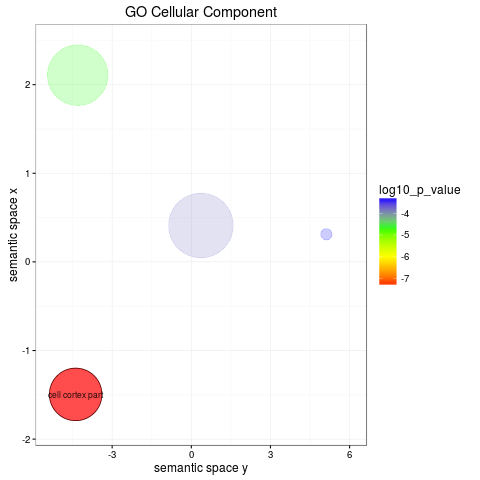 GO Cellular Component
2
1
0
-1
-2
semantic space x
cell cortex part
-3
0
3
6
semantic space y
log10_p_value
-4
-5
-6
-7